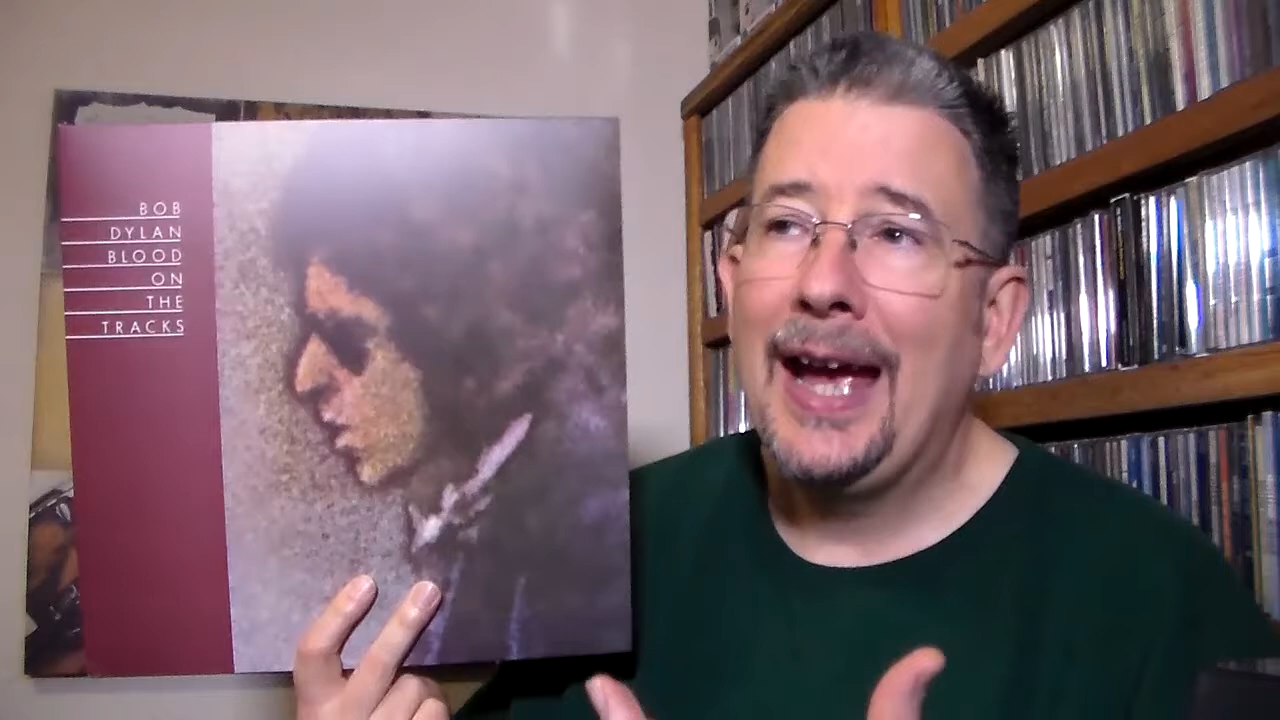 BOB
DYLAN
BLOOD
ON
THE
TRACKS